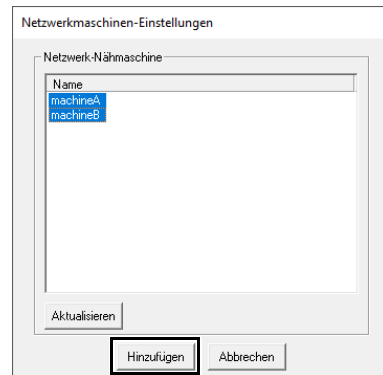 Netzwerkmaschinen-Einstellungen
Netzwerk-Nähmaschine
Name
machineA
machineB
Aktualisieren
Hinzufügen Abbrechen